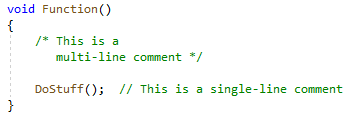 void Function()
{
    /* This is a
       multi-line comment */

    DoStuff();  // This is a single-line comment
}